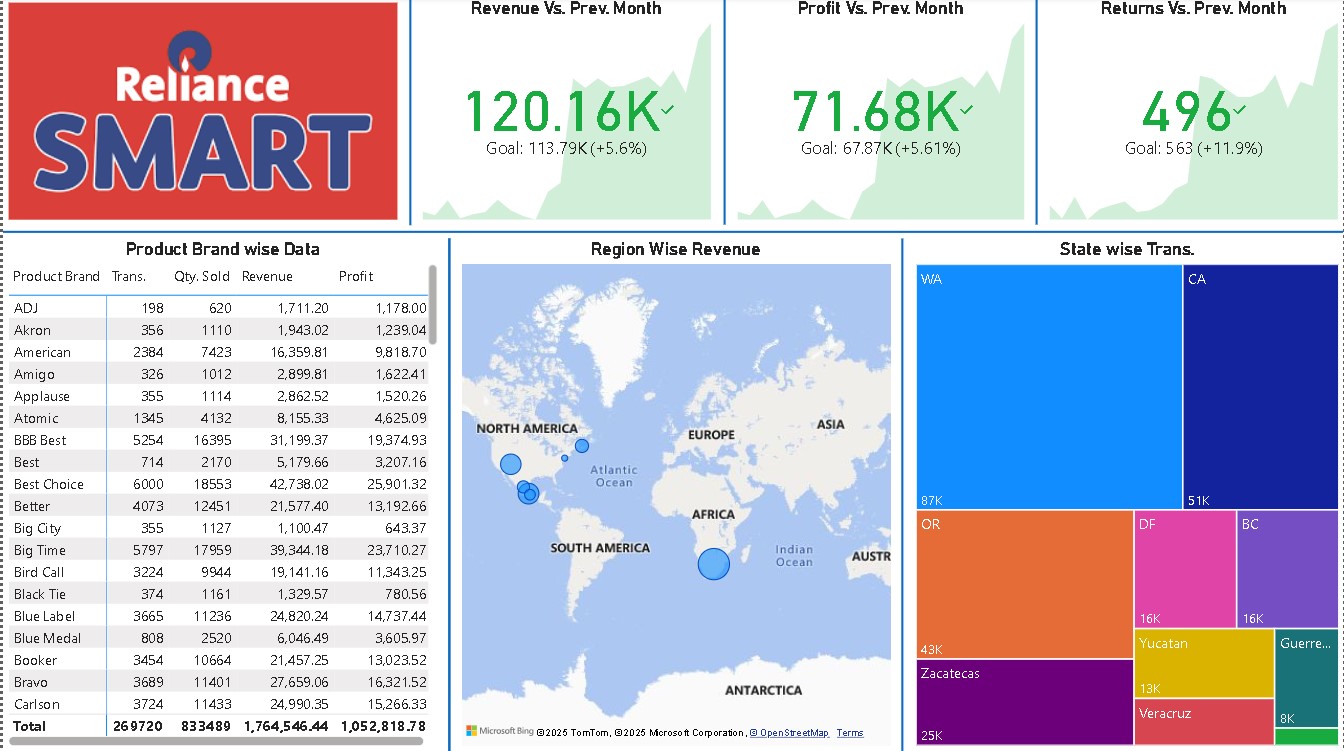 Reliance
SMART
Revenue Vs. Prev. Month
120.16K
Goal: 113.79K (+5.6%)
Profit Vs. Prev. Month
71.68K
Goal: 67.87K (+5.61%)
Returns Vs. Prev. Month
496
Goal: 563 (+11.9%)
Product Brand wise Data
Product Brand Trans. Qty. Sold Revenue Profit
ADJ 198 620 1,711.20 1,178.00
Akron 356 1110 1,943.02 1,239.04
American 2384 7423 16,359.81 9,818.70
Amigo 326 1012 2,899.81 1,622.41
Applause 355 1114 2,862.52 1,520.26
Atomic 1345 4132 8,155.33 4,625.09
BBB Best 5254 16395 31,199.37 19,374.93
Best 714 2170 5,179.66 3,207.16
Best Choice 6000 18553 42,738.02 25,901.32
Better 4073 12451 21,577.40 13,192.66
Big City 355 1127 1,100.47 643.37
Big Time 5797 17959 39,344.18 23,710.27
Bird Call 3224 9944 19,141.16 11,343.25
Black Tie 374 1161 1,329.57 780.56
Blue Label 3665 11236 24,820.24 14,737.44
Blue Medal 808 2520 6,046.49 3,605.97
Booker 3454 10664 21,457.25 13,023.52
Bravo 3689 11401 27,659.06 16,321.52
Carlson 3724 11433 24,990.35 15,266.33
Total 269720 833489 1,764,546.44 1,052,818.78
Region Wise Revenue
NORTH AMERICA
EUROPE
ASIA
Atlantic
Ocean
AFRICA
SOUTH AMERICA
Indian
Ocean
AUSTR
ANTARCTICA
Microsoft Bing ©2025 TomTom, ©2025 Microsoft Corporation, © OpenStreetMap Terms
State wise Trans.
WA
87K
CA
51K
OR
43K
DF
16K
BC
16K
Zacatecas
25K
Yucatan
13K
Guerre...
8K
Veracruz